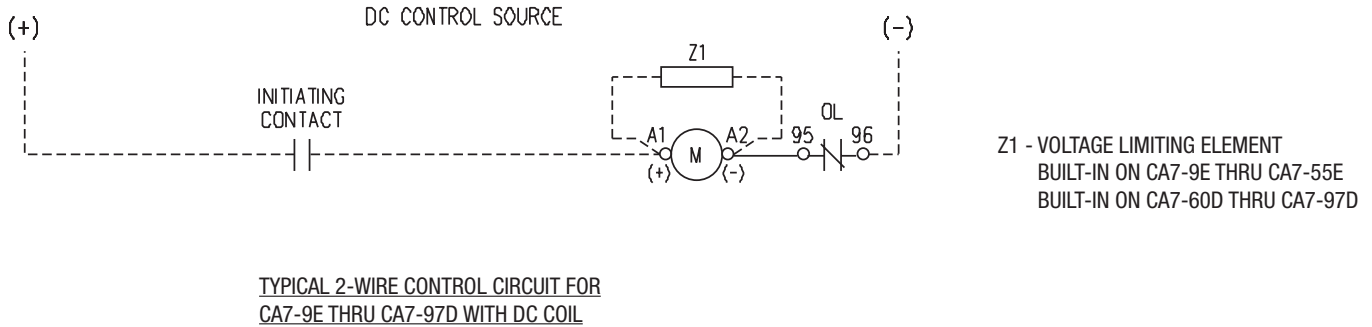 DC CONTROL SOURCE
(+)
(-)
Z1
INITIATING
CONTACT
OL
A1
A2
95
96
M
(+)
(-)
Z1 - VOLTAGE LIMITING ELEMENT
BUILT-IN ON CA7-9E THRU CA7-55E
BUILT-IN ON CA7-60D THRU CA7-97D
TYPICAL 2-WIRE CONTROL CIRCUIT FOR
CA7-9E THRU CA7-97D WITH DC COIL